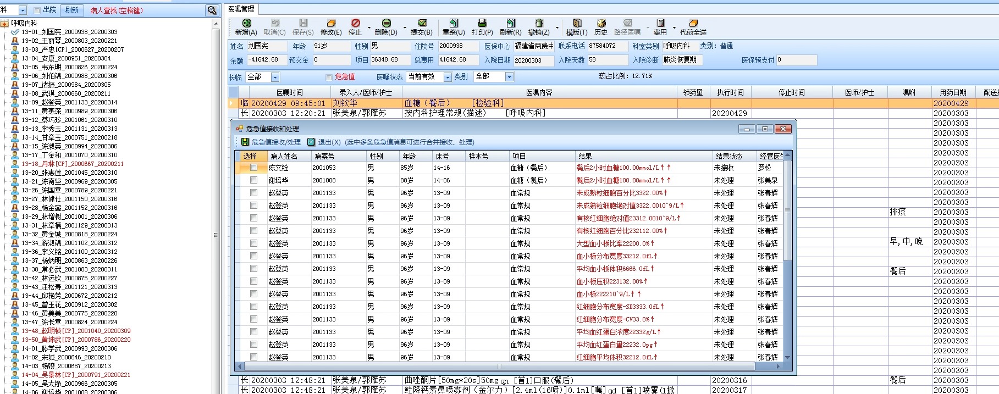 科 出院 刷新 病人查找(空格键)
呼吸内科
13-01_刘国宪_2000938_20200303
13-02_王丽琴_2000803_20200221
13-03_严忠[CP]_2000627_20200207
13-04_安康_2000951_20200304
13-05_韦东明_2000826_20200224
13-06_刘伯锦_2000988_20200306
13-07_诸振_2000984_20200305
13-08_武瑛_2000660_20200211
13-09_赵登英_2001133_20200314
13-11_黄惠深_2000989_20200306
13-12_蔡巧珍_2001061_20200310
13-13_李秀玉_2001131_20200313
13-14_甘章玉_2000751_20200218
13-15_陈淑英_2000994_20200306
13-17_丁金和_2001070_20200310
13-18_丹林[CP]_2000667_20200211
13-20_张惠莲_2001045_20200310
13-21_陈南坚_2000969_20200305
13-26_陈国章_2000789_20200221
13-27_林健仕_2001150_20200316
13-28_杨金銮_2001152_20200316
13-29_林增树_2001001_20200306
13-31_林章楠_2001129_20200313
13-32_黄金城_2000818_20200224
13-34_游淑锦_2001102_20200312
13-36_李义铭_2001100_20200312
13-37_杨炳明_2000863_20200226
13-38_常必武_2001083_20200311
13-42_林远钦_2000875_20200227
13-43_汪松寿_2001121_20200313
13-44_邱艳芳_2000672_20200212
13-45_曾玉花_2000912_20200302
13-46_黄美美_2000775_20200220
13-47_陈长章_2000824_20200224
13-48_赵明桢[CP]_2001040_20200309
13-50_黄坤武[CP]_2000786_20200220
14-01_滕学武_2000993_20200306
14-02_宋城_2000646_20200210
14-03_杨骧_2000687_20200213
14-04_吴景林[CP]_2000791_20200221
14-05_吴太铮_2000966_20200305
14-06_谢培华_2001008_20200306
医嘱管理
新增(A) 取消(C) 保存(S) 修改(E) 停止 删除(D) 提交(B) 重整(U) 打印(P) 刷新(R) 撤销(Z) 模版(T) 历史 路径医嘱 费用 代煎全送
姓名 刘国宪 年龄 91岁 性别 男 住院号 2000938 医保中心 福建省两费中 联系电话 87584072 科室类别 呼吸内科 类别: 普通
余额 -41642.68 预交金 0 项目 36348.68 总费用 41642.68 入院日期 20200303 入院天数 58 入院诊断 肺炎恢复期 医保预支付 0
长临 全部 危急值 医嘱状态 当前有效 类别 全部 药占比例: 12.71%
医嘱时间 录入人/医师/护士 医嘱内容 领药量 执行时间 停止时间 医师/护士 嘱咐 用药日期 配送
临 20200429 09:45:01 刘钦华 血糖（餐后） [检验科] 20200429
长 20200303 12:20:21 张美泉/郭雁苏 按内科护理常规(描述) [呼吸内科] 20200429 20200303
危急值接收和处理
危急值接收/处理 退出(X) (选中多条危急值消息可进行合并接收、处理)
选择 病人姓名 病案号 性别 年龄 床号 样本号 项目 结果 结果状态 经管医生
陈文铨 2001053 男 85岁 14-16 血糖（餐后） 餐后2小时血糖100.00mmol/L↑↑ 未接收 罗松
谢培华 2001008 男 88岁 14-06 血糖（餐后） 餐后2小时血糖100.00mmol/L↑↑ 未处理 张美泉
赵登英 2001133 男 96岁 13-09 血常规 未成熟粒细胞百分比3322.00%↑ 未处理 张春辉
赵登英 2001133 男 96岁 13-09 血常规 未成熟粒细胞绝对值3322.0010^9/L↑ 未处理 张春辉
赵登英 2001133 男 96岁 13-09 血常规 有核红细胞绝对值23312.0010^9/L↑ 未处理 张春辉
赵登英 2001133 男 96岁 13-09 血常规 有核红细胞百分比232112.00%↑ 未处理 张春辉
赵登英 2001133 男 96岁 13-09 血常规 大型血小板比率22200.0%↑ 未处理 张春辉
赵登英 2001133 男 96岁 13-09 血常规 血小板分布宽度33212.0fL↑ 未处理 张春辉
赵登英 2001133 男 96岁 13-09 血常规 平均血小板体积6666.0fL↑ 未处理 张春辉
赵登英 2001133 男 96岁 13-09 血常规 血小板压积223132.00%↑ 未处理 张春辉
赵登英 2001133 男 96岁 13-09 血常规 血小板222210^9/L↑↑ 未处理 张春辉
赵登英 2001133 男 96岁 13-09 血常规 红细胞分布宽度-SD3333.0fL↑ 未处理 张春辉
赵登英 2001133 男 96岁 13-09 血常规 红细胞分布宽度-CV33.0%↑ 未处理 张春辉
赵登英 2001133 男 96岁 13-09 血常规 平均血红蛋白浓度22332g/L↑ 未处理 张春辉
赵登英 2001133 男 96岁 13-09 血常规 平均血红蛋白量22232.0pg↑ 未处理 张春辉
赵登英 2001133 男 96岁 13-09 血常规 红细胞平均体积32212.0fL↑ 未处理 张春辉
20200303
20200303
20200303
20200303
20200303
20200303
20200303
20200303
20200303
排痰 20200303
20200303
20200303
早,中,晚 20200303
20200303
20200303
餐后 20200303
20200303
20200303
20200303
20200303
20200303
20200303
20200303
20200303
20200303
20200303
长 20200303 12:48:21 张美泉/郭雁苏 曲唑酮片[50mg*20s]50mg qn [首1]口服(餐后) 20200316 餐后 20200303
长 20200303 12:48:21 张美泉/郭雁苏 鲑降钙素鼻喷雾剂（金尔力）[2.4ml(16喷)]0.1ml[嘱] qd [首1]喷雾(1揿 20200317 20200303